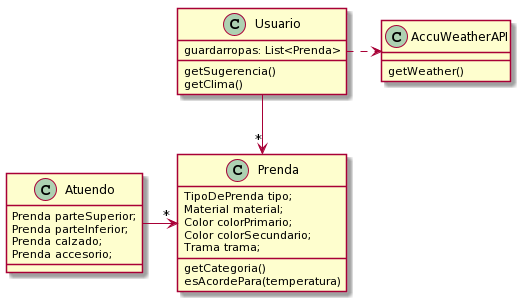 C Usuario
guardarropas: List<Prenda>
getSugerencia()
getClima()
C AccuWeatherAPI
getWeather()
*
C Prenda
TipoDePrenda tipo;
Material material;
Color colorPrimario;
Color colorSecundario;
Trama trama;
getCategoria()
esAcordePara(temperatura)
C Atuendo
Prenda parteSuperior;
Prenda parteInferior;
Prenda calzado;
Prenda accesorio;
*